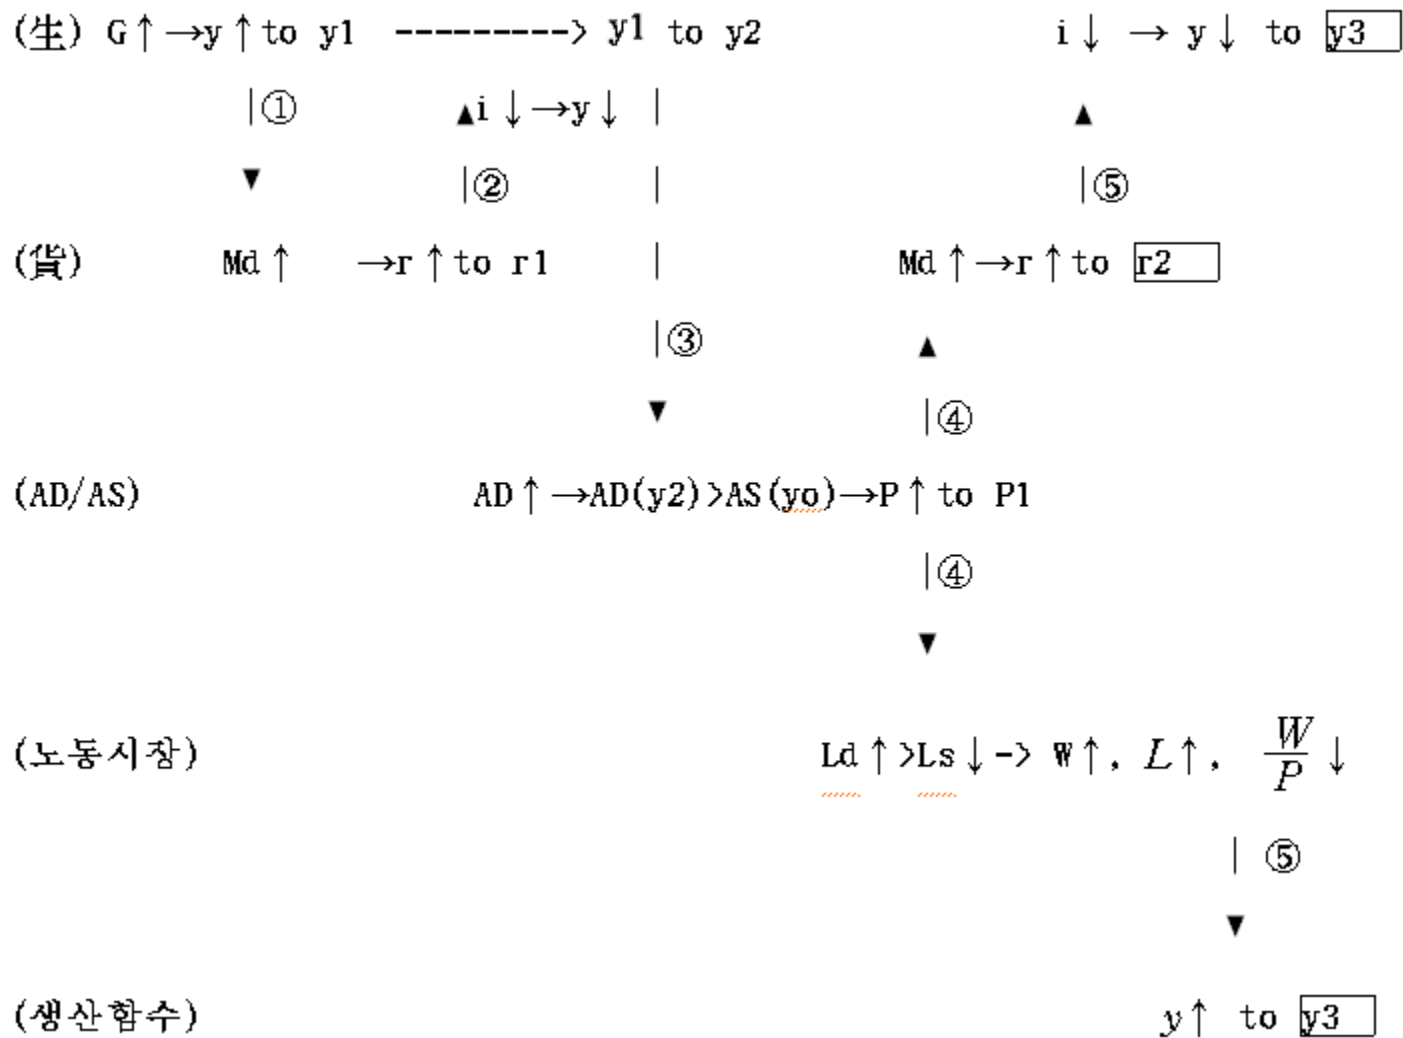 (生) G↑→y↑to y1 ---------> y1 to y2 i↓ → y↓ to y3
|① ▲i ↓→y↓ | ▲
▼ |② | |⑤
(貨) Md↑ →r↑to r1 | Md↑→r↑to r2
|③ ▲
▼ |④
(AD/AS) AD↑→AD(y2)>AS(yo)→P↑to P1
|④
▼
(노동시장) Ld↑>Ls↓-> W↑. L↑. W/P↓
| ⑤
▼
(생산함수) y↑ to y3